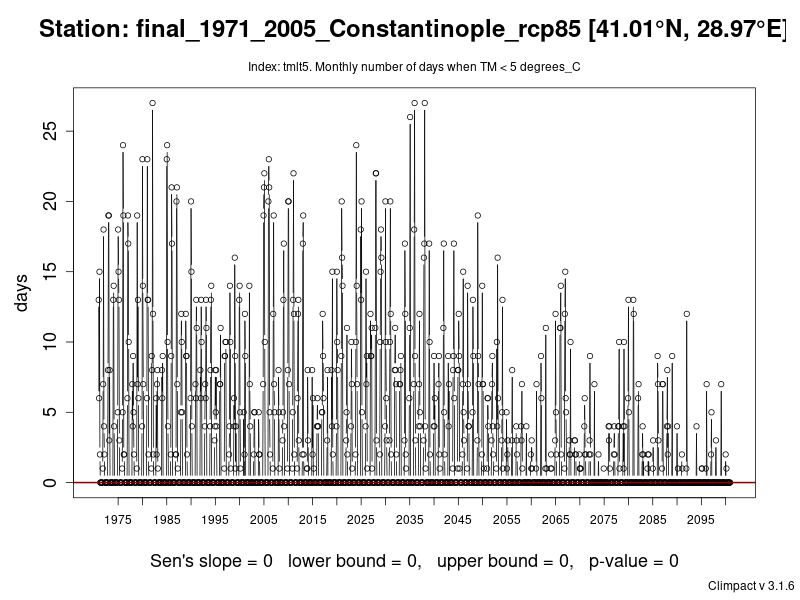 Station: final_1971_2005_Constantinople_rcp85 [41.01°N, 28.97°E]
Index: tmlt5. Monthly number of days when TM < 5 degrees_C
days
25
20
15
10
5
0
1975 1985 1995 2005 2015 2025 2035 2045 2055 2065 2075 2085 2095
Sen's slope = 0 lower bound = 0, upper bound = 0, p-value = 0
Climpact v 3.1.6